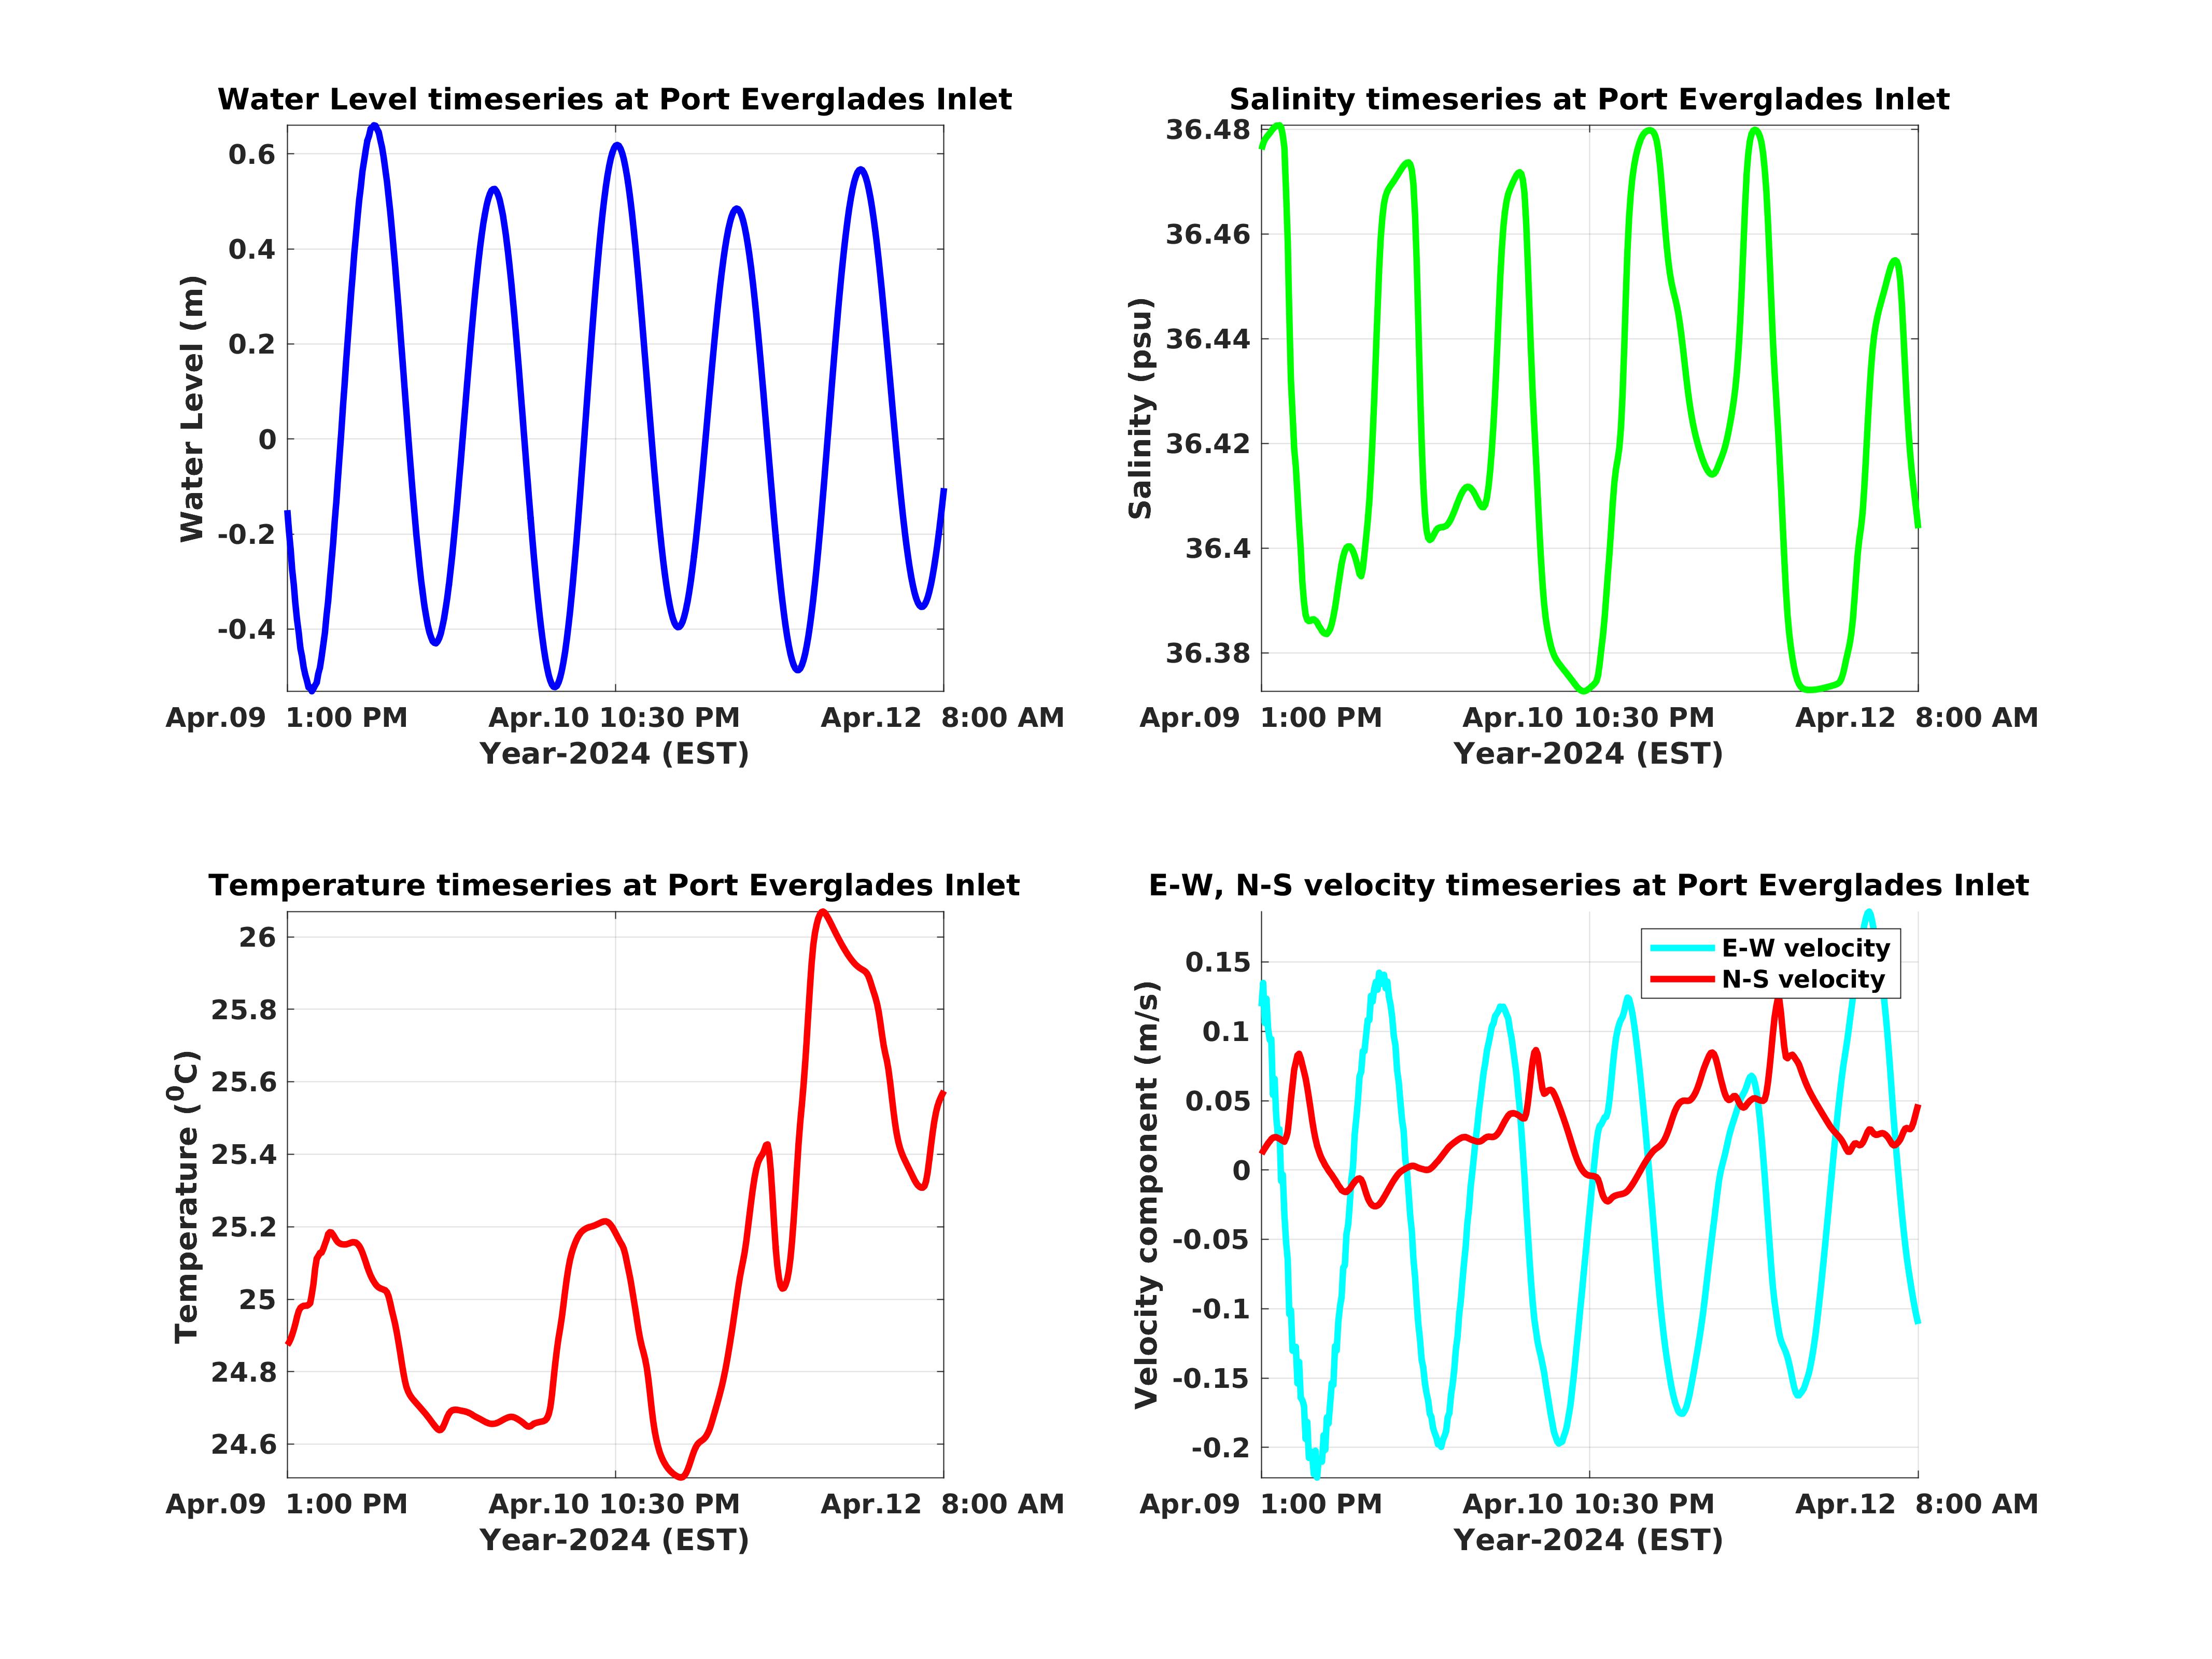 Water Level timeseries at Port Everglades Inlet
Water Level (m)
0.6
0.4
0.2
0
-0.2
-0.4
Apr.09 1:00 PM Apr.10 10:30 PM Apr.12 8:00 AM
Year-2024 (EST)
Salinity timeseries at Port Everglades Inlet
Salinity (psu)
36.48
36.46
36.44
36.42
36.4
36.38
Apr.09 1:00 PM Apr.10 10:30 PM Apr.12 8:00 AM
Year-2024 (EST)
Temperature timeseries at Port Everglades Inlet
Temperature (⁰C)
26
25.8
25.6
25.4
25.2
25
24.8
24.6
Apr.09 1:00 PM Apr.10 10:30 PM Apr.12 8:00 AM
Year-2024 (EST)
E-W, N-S velocity timeseries at Port Everglades Inlet
Velocity component (m/s)
0.15
0.1
0.05
0
-0.05
-0.1
-0.15
-0.2
E-W velocity
N-S velocity
Apr.09 1:00 PM Apr.10 10:30 PM Apr.12 8:00 AM
Year-2024 (EST)